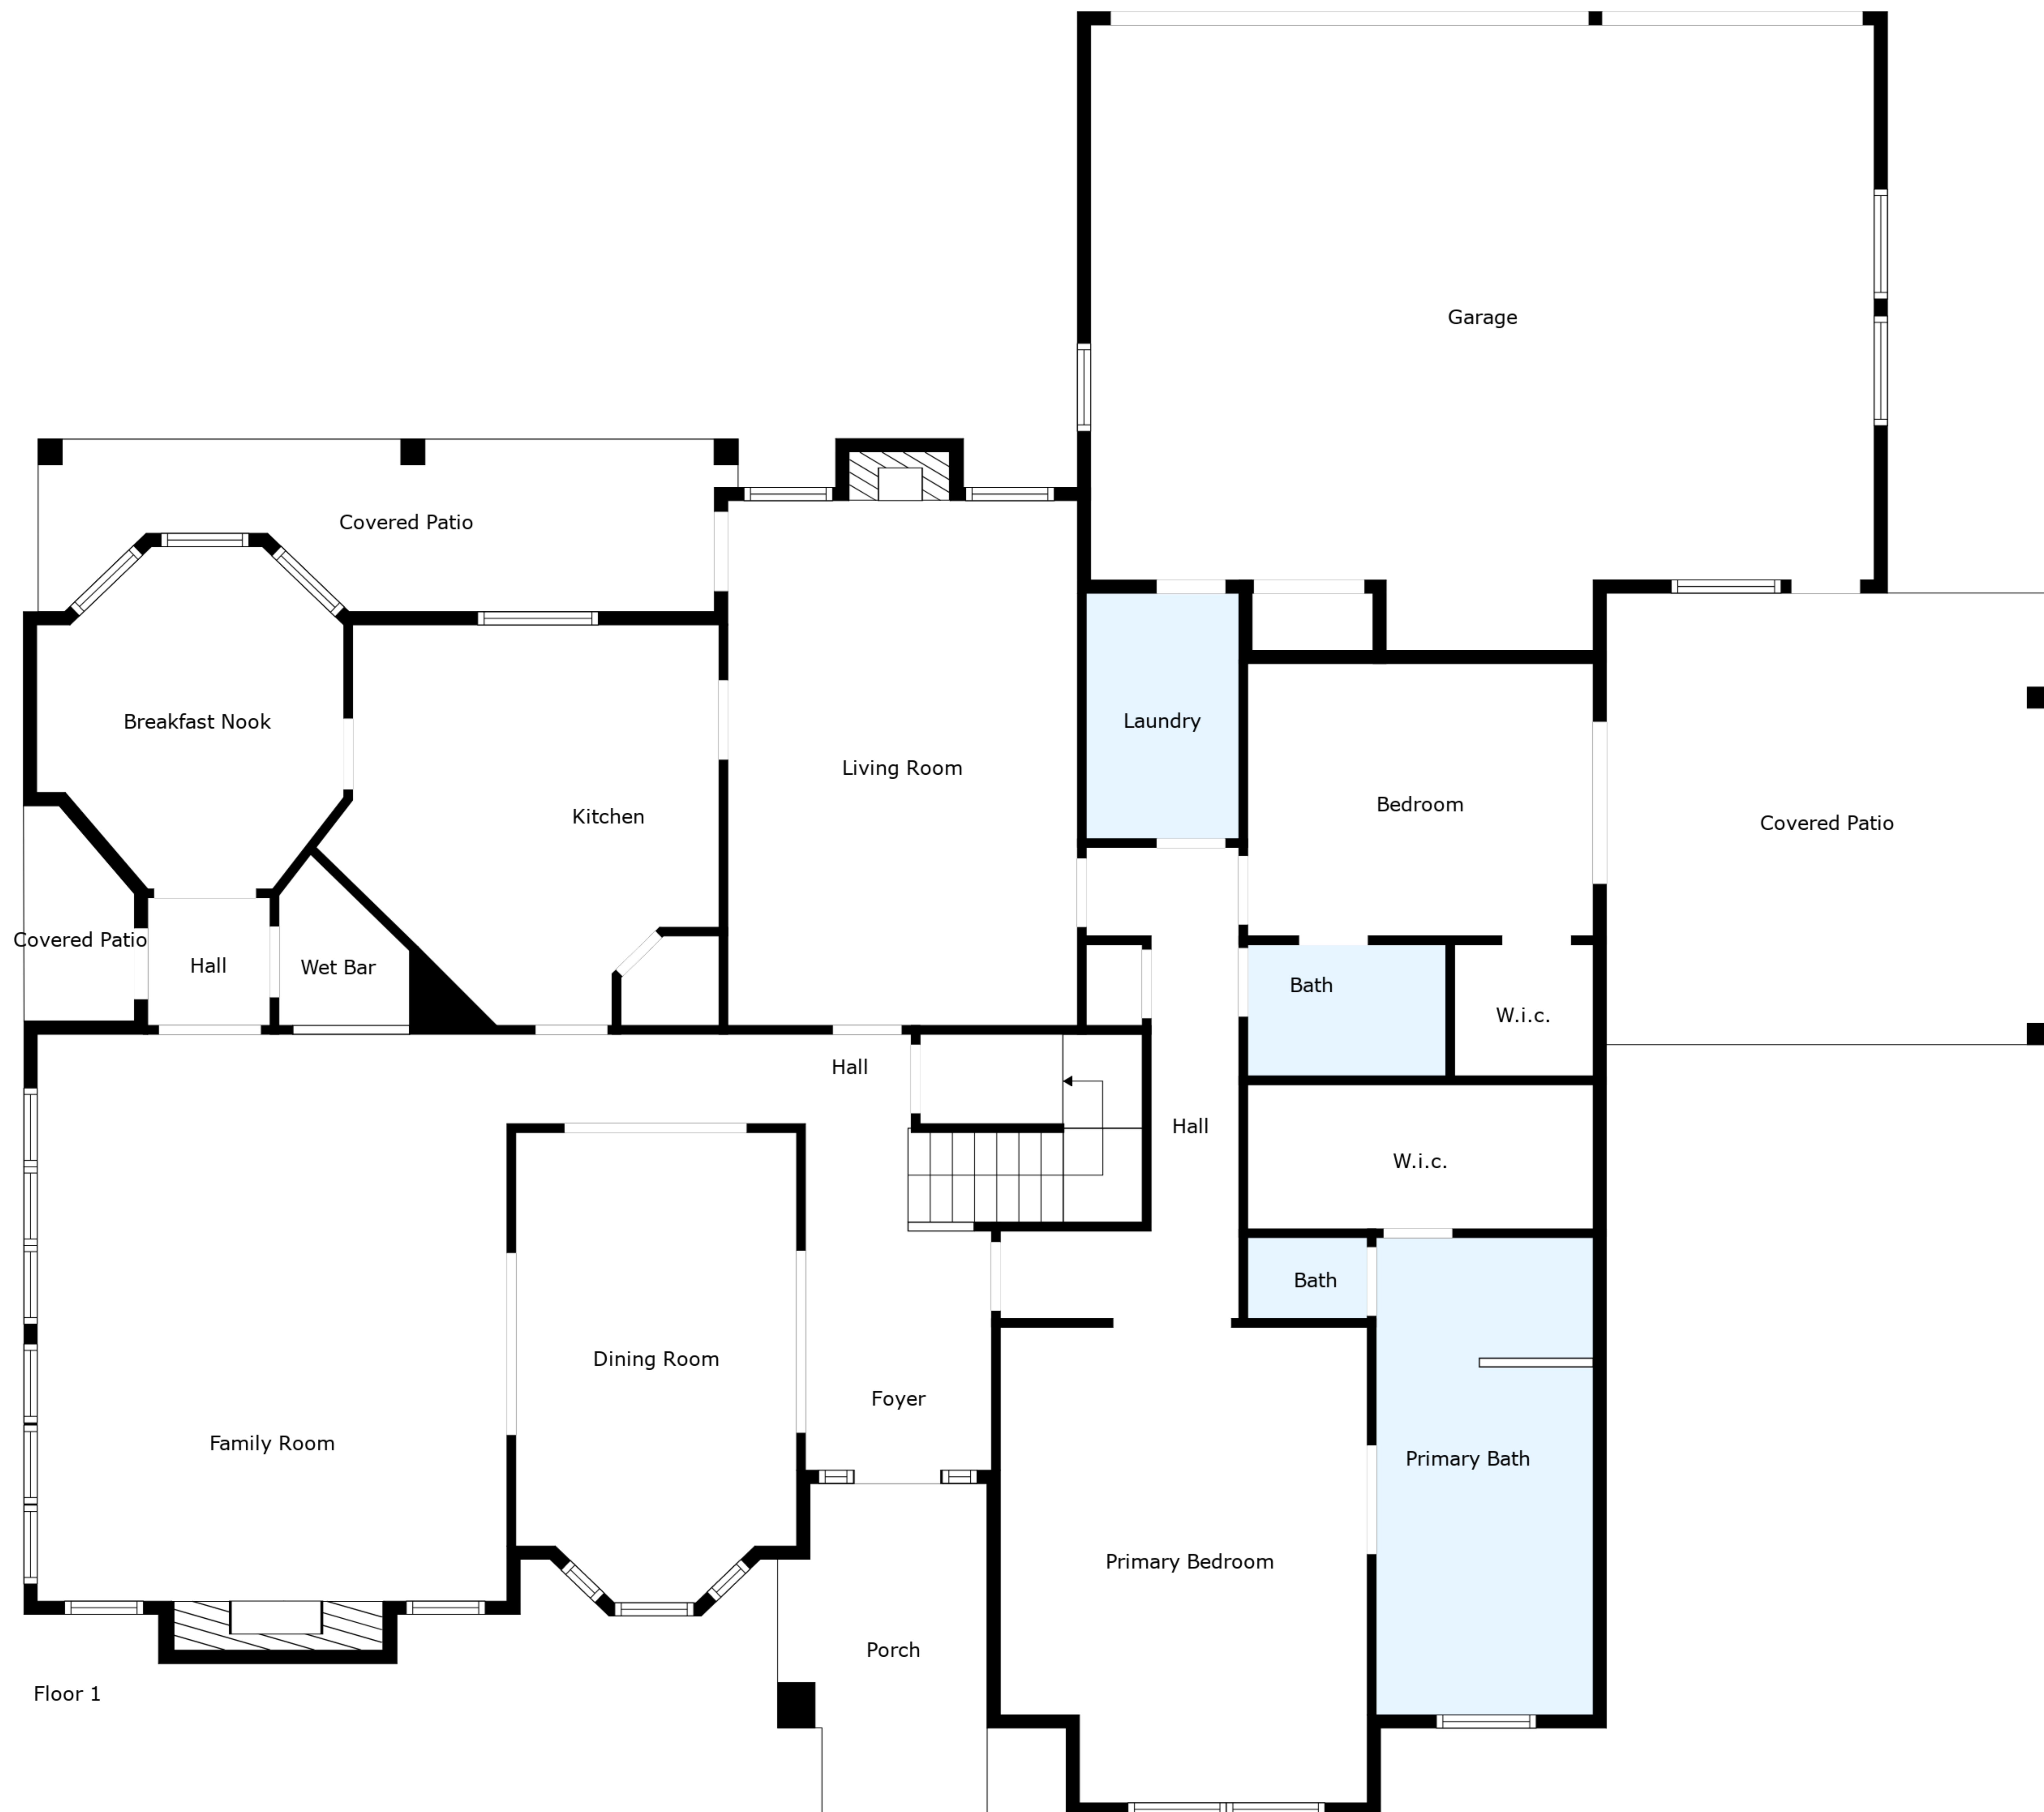 Garage
Covered Patio
Breakfast Nook
Laundry
Living Room
Bedroom
Kitchen
Covered Patio
Covered Patio
Hall
Wet Bar
Bath
W.i.c.
Hall
Hall
W.i.c.
Bath
Dining Room
Foyer
Family Room
Primary Bath
Primary Bedroom
Porch
Floor 1